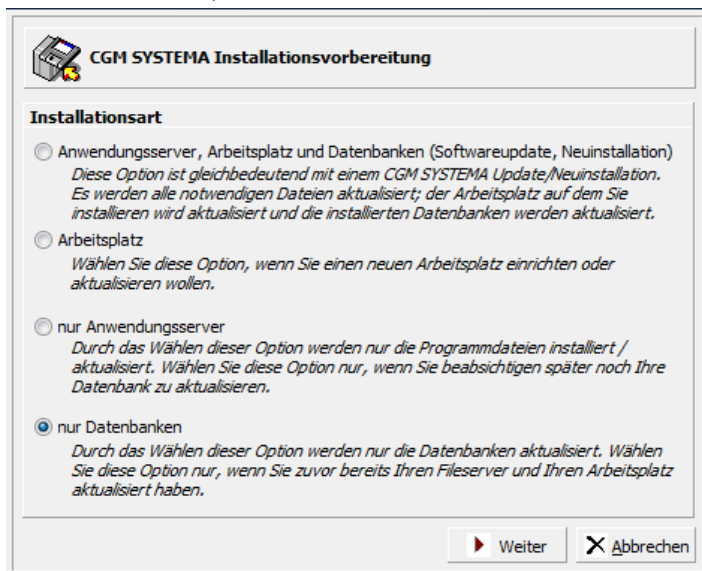 CGM SYSTEMA Installationsvorbereitung
Installationsart
Anwendungsserver, Arbeitsplatz und Datenbanken (Softwareupdate, Neuinstallation)
Diese Option ist gleichbedeutend mit einem CGM SYSTEMA Update/Neuinstallation.
Es werden alle notwendigen Dateien aktualisiert; der Arbeitsplatz auf dem Sie
installieren wird aktualisiert und die installierten Datenbanken werden aktualisiert.
Arbeitsplatz
Wählen Sie diese Option, wenn Sie einen neuen Arbeitsplatz einrichten oder
aktualisieren wollen.
nur Anwendungsserver
Durch das Wählen dieser Option werden nur die Programmdateien installiert /
aktualisiert. Wählen Sie diese Option nur, wenn Sie beabsichtigen später noch Ihre
Datenbank zu aktualisieren.
nur Datenbanken
Durch das Wählen dieser Option werden nur die Datenbanken aktualisiert. Wählen
Sie diese Option nur, wenn Sie zuvor bereits Ihren Fileserver und Ihren Arbeitsplatz
aktualisiert haben.
Weiter Abbrechen